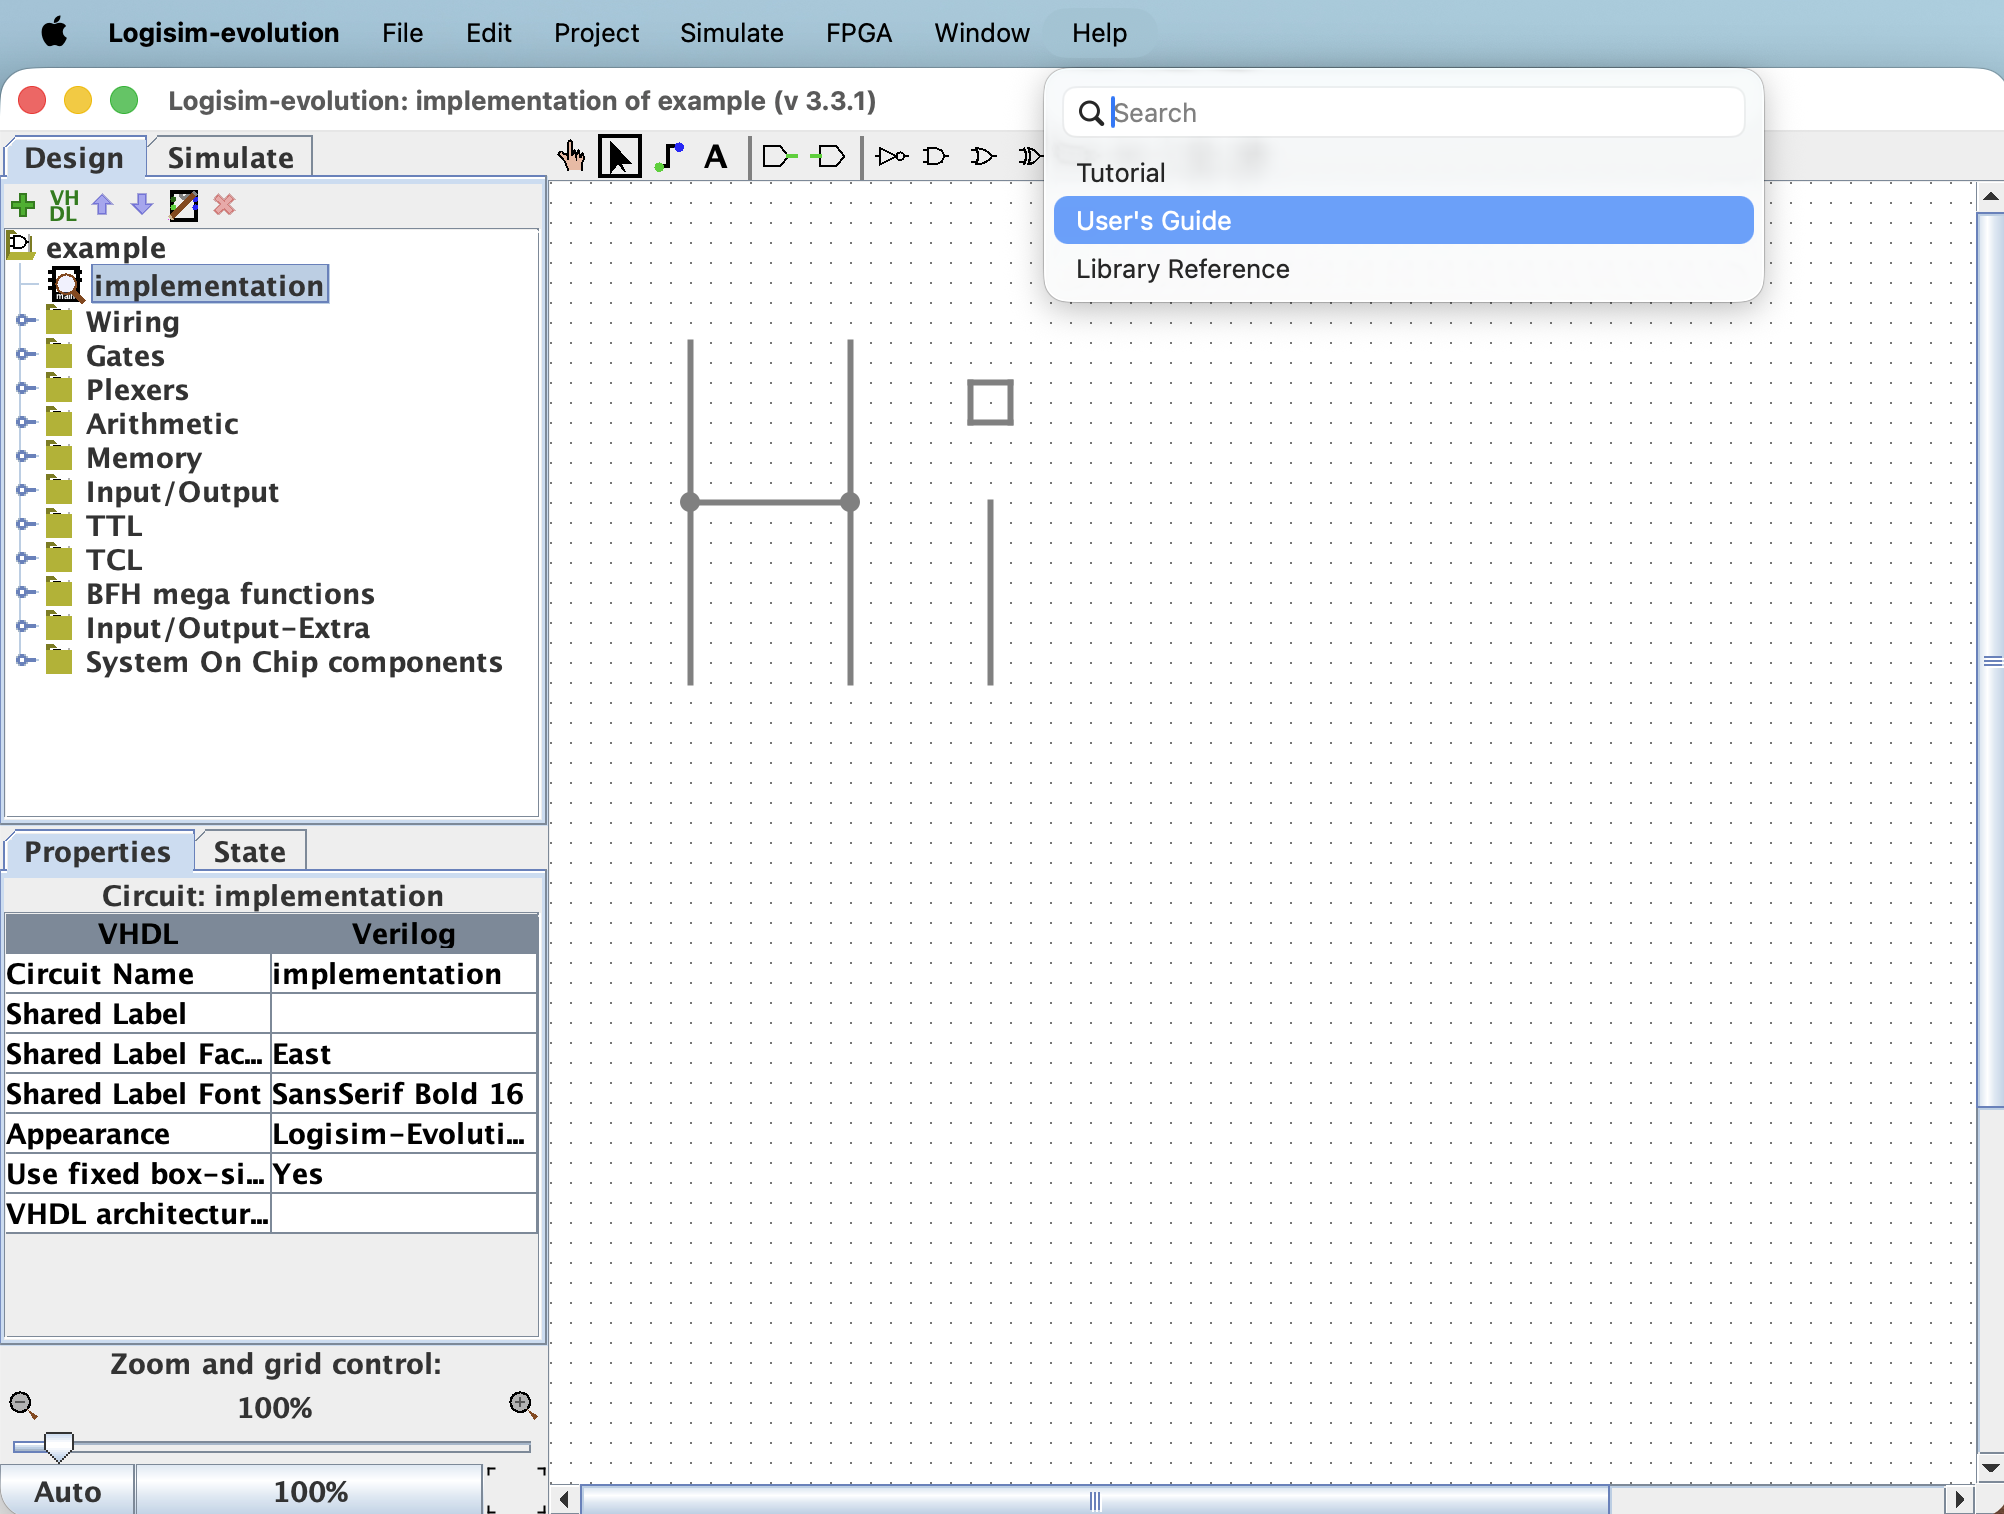 Logisim-evolution File Edit Project Simulate FPGA Window Help
Logisim-evolution: implementation of example (v 3.3.1)
Search
Tutorial
User's Guide
Library Reference
Design Simulate
A
VH
DL
example
main
implementation
Wiring
Gates
Plexers
Arithmetic
Memory
Input/Output
TTL
TCL
BFH mega functions
Input/Output-Extra
System On Chip components
Properties State
Circuit: implementation
VHDL Verilog
Circuit Name implementation
Shared Label
Shared Label Fac... East
Shared Label Font SansSerif Bold 16
Appearance Logisim-Evoluti...
Use fixed box-si... Yes
VHDL architectur...
Zoom and grid control:
100%
Auto 100%